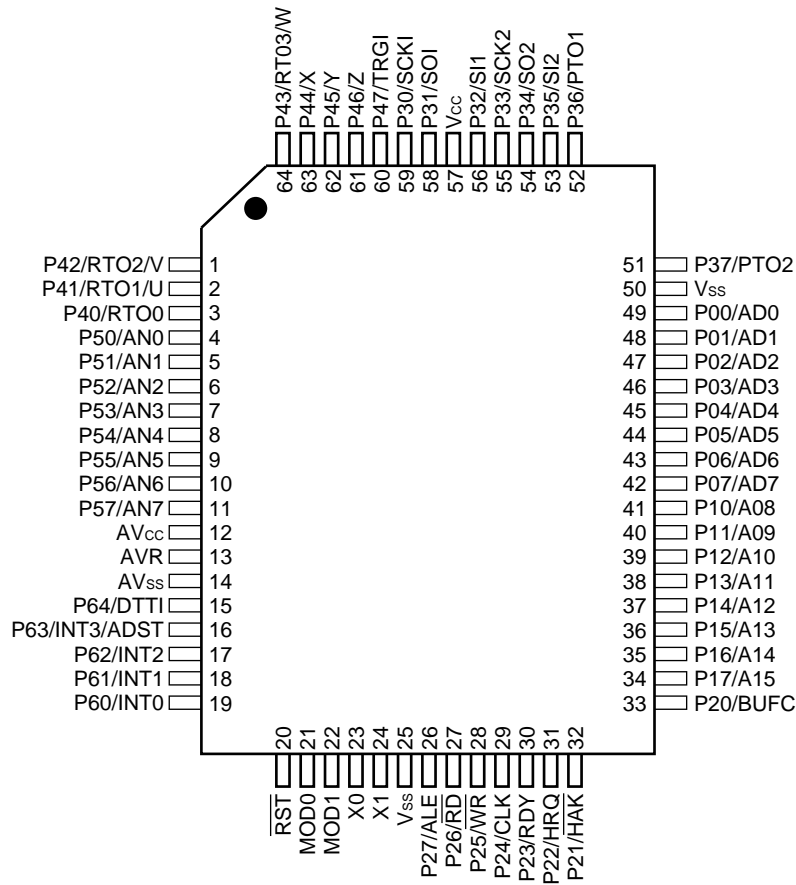 P43/RT03/W
P44/X
P45/Y
P46/Z
P47/TRGI
P30/SCKI
P31/SOI
Vcc
P32/SI1
P33/SCK2
P34/SO2
P35/SI2
P36/PTO1
64
63
62
61
60
59
58
57
56
55
54
53
52
P42/RTO2/V 1
P41/RTO1/U 2
P40/RTO0 3
P50/AN0 4
P51/AN1 5
P52/AN2 6
P53/AN3 7
P54/AN4 8
P55/AN5 9
P56/AN6 10
P57/AN7 11
AVcc 12
AVR 13
AVss 14
P64/DTTI 15
P63/INT3/ADST 16
P62/INT2 17
P61/INT1 18
P60/INT0 19
51 P37/PTO2
50 Vss
49 P00/AD0
48 P01/AD1
47 P02/AD2
46 P03/AD3
45 P04/AD4
44 P05/AD5
43 P06/AD6
42 P07/AD7
41 P10/A08
40 P11/A09
39 P12/A10
38 P13/A11
37 P14/A12
36 P15/A13
35 P16/A14
34 P17/A15
33 P20/BUFC
20
21
22
23
24
25
26
27
28
29
30
31
32
RST
MOD0
MOD1
X0
X1
Vss
P27/ALE
P26/RD
P25/WR
P24/CLK
P23/RDY
P22/HRQ
P21/HAK